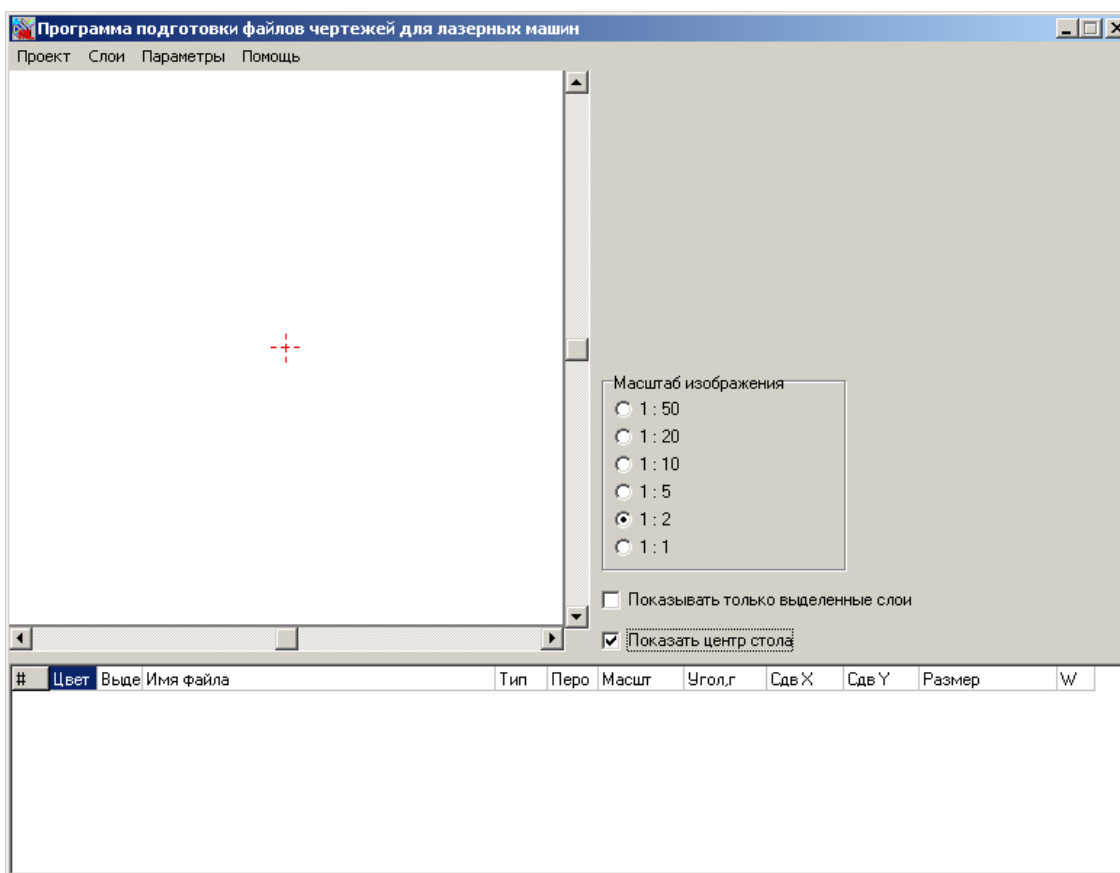 Программа подготовки файлов чертежей для лазерных машин
Проект Слои Параметры Помощь
Масштаб изображения
1 : 50
1 : 20
1 : 10
1 : 5
1 : 2
1 : 1
Показывать только выделенные слои
Показать центр стола
# Цвет Выде Имя файла Тип Перо Масшт Угол,г Сдв X Сдв Y Размер W